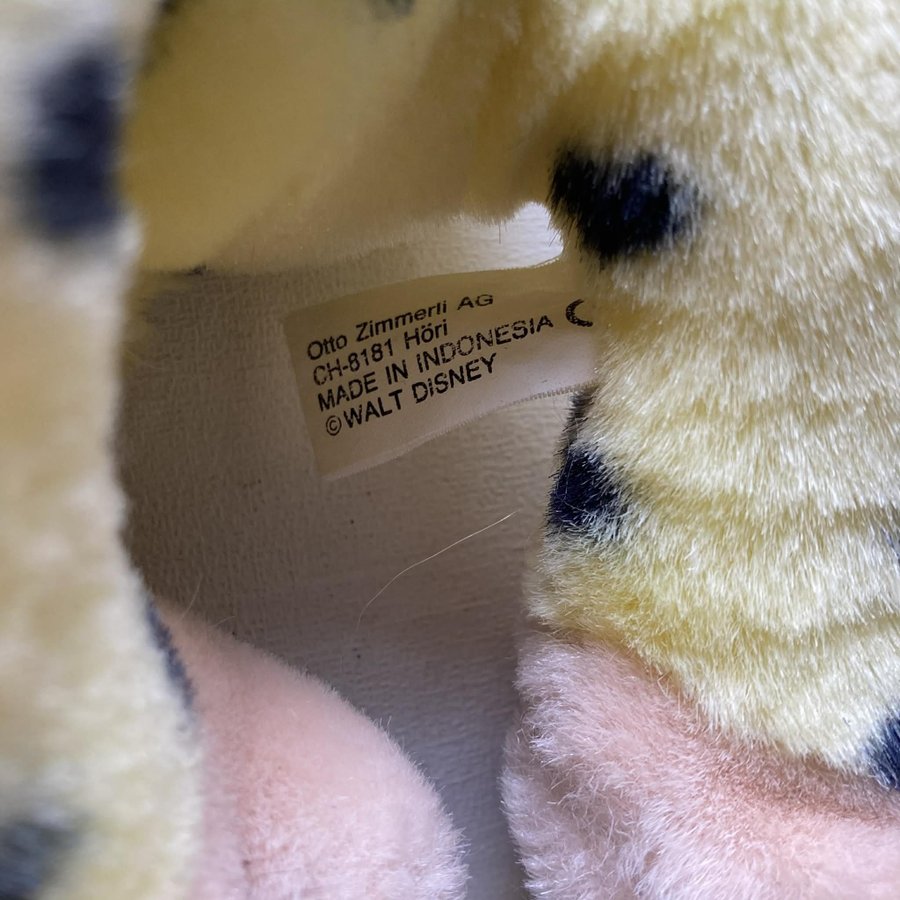 Otto Zimmerli AG
CH-8181 Höri
MADE IN INDONESIA
©WALT DISNEY